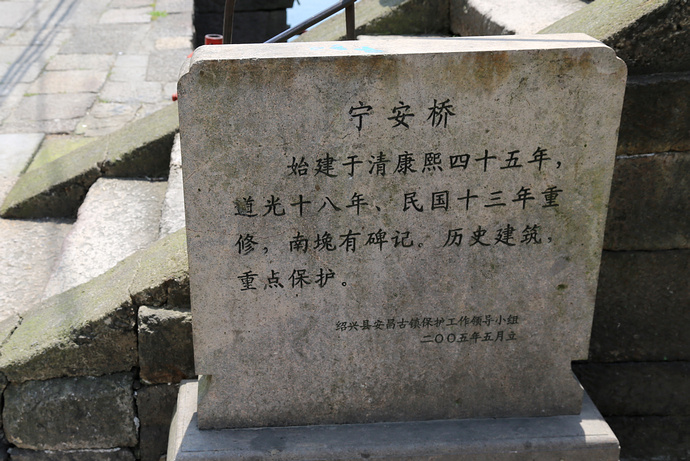 宁安桥
始建于清康熙四十五年，
道光十八年、民国十三年重
修，南堍有碑记。历史建筑，
重点保护。
绍兴县安昌古镇保护工作领导小组
二〇〇五年五月立